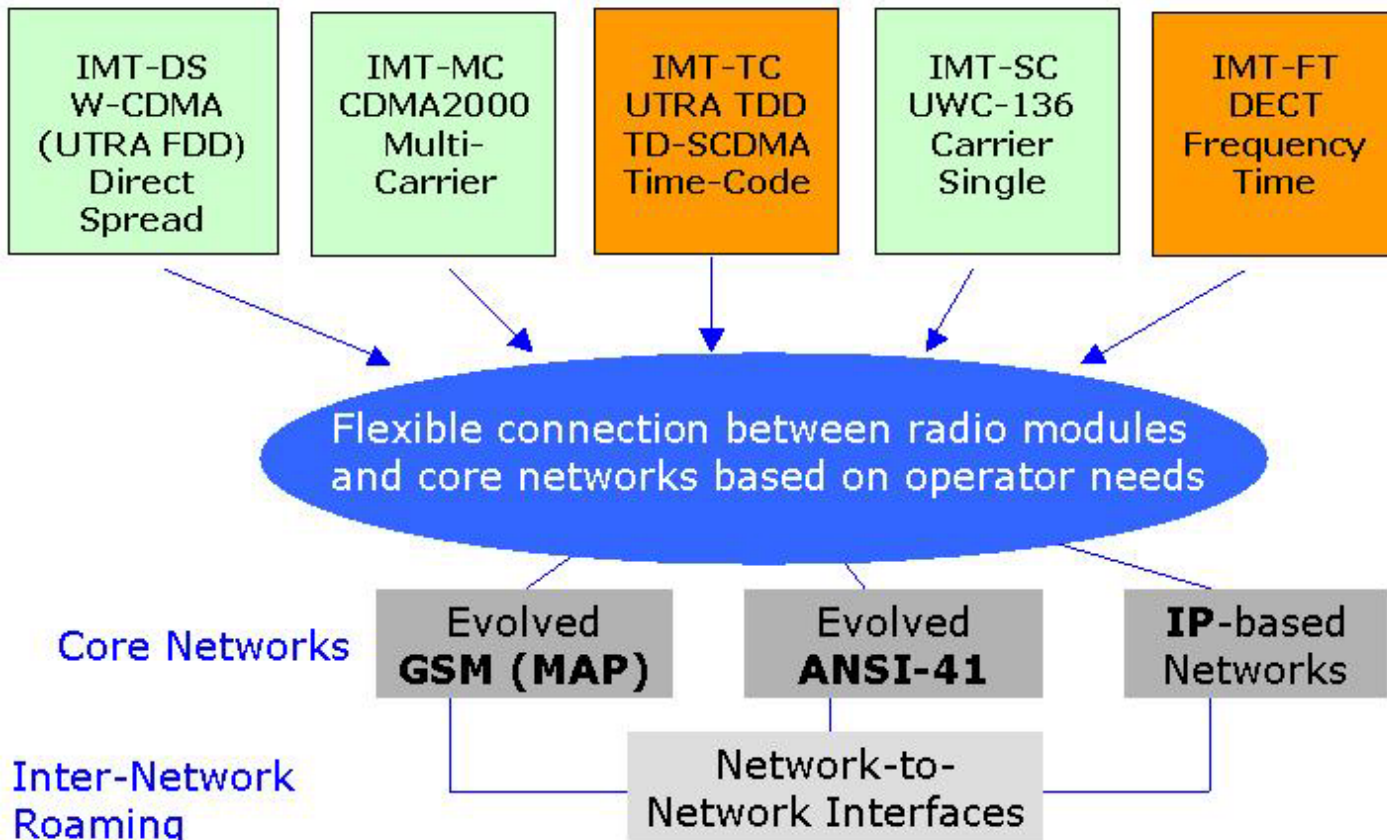 IMT-DS
W-CDMA
(UTRA FDD)
Direct
Spread
IMT-MC
CDMA2000
Multi-
Carrier
IMT-TC
UTRA TDD
TD-SCDMA
Time-Code
IMT-SC
UWC-136
Carrier
Single
IMT-FT
DECT
Frequency
Time
Flexible connection between radio modules
and core networks based on operator needs
Core Networks
Evolved
GSM (MAP)
Evolved
ANSI-41
IP-based
Networks
Inter-Network
Roaming
Network-to-
Network Interfaces